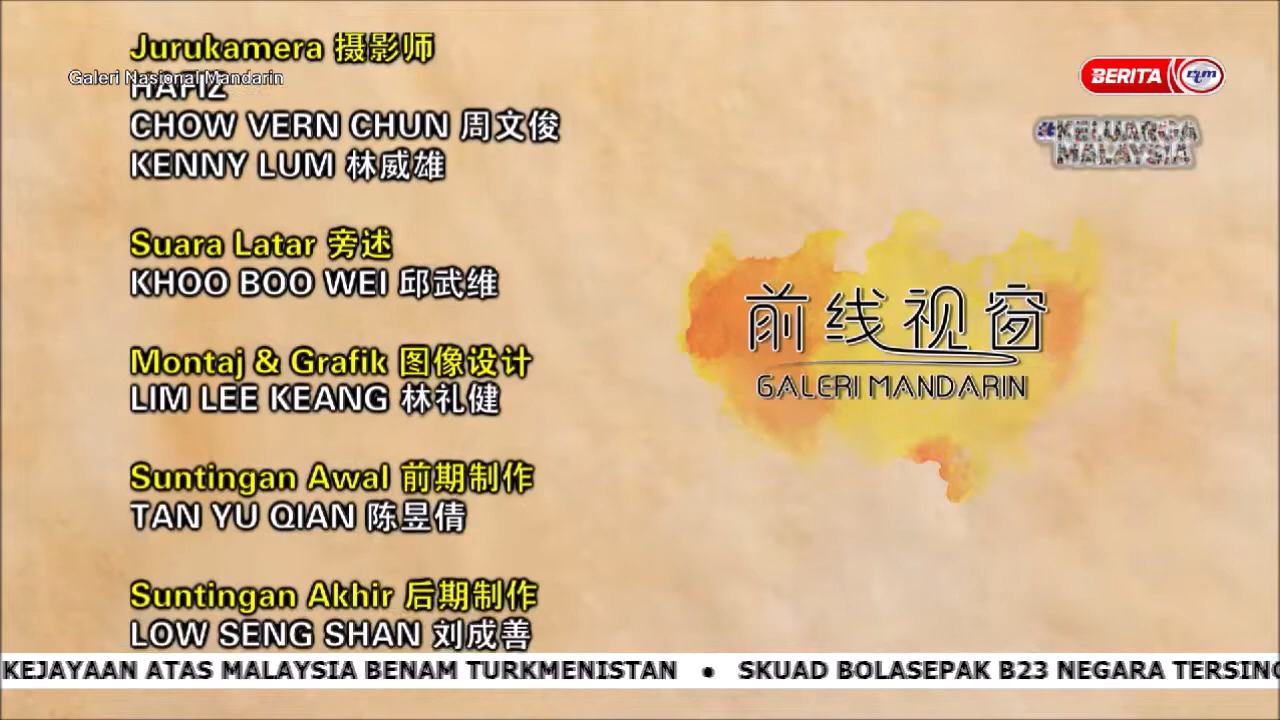 Jurukamera 摄影师
Galeri Nasional Mandarin
HAFIZ
CHOW VERN CHUN 周文俊
KENNY LUM 林威雄
Suara Latar 旁述
KHOO BOO WEI 邱武维
Montaj & Grafik 图像设计
LIM LEE KEANG 林礼健
Suntingan Awal 前期制作
TAN YU QIAN 陈昱倩
Suntingan Akhir 后期制作
LOW SENG SHAN 刘成善
BERITA rtm
#KELUARGA
MALAYSIA
前线视窗
GALERI MANDARIN
KEJAYAAN ATAS MALAYSIA BENAM TURKMENISTAN • SKUAD BOLASEPAK B23 NEGARA TERSING